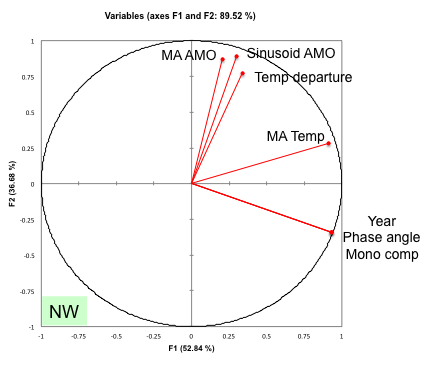 Variables (axes F1 and F2: 89.52 %)
MA AMO
Sinusoid AMO
Temp departure
MA Temp
Year
Phase angle
Mono comp
NW
F2 (36.68 %)
1
0.75
0.5
0.25
0
-0.25
-0.5
-0.75
-1
-1 -0.75 -0.5 -0.25 0 0.25 0.5 0.75 1
F1 (52.84 %)